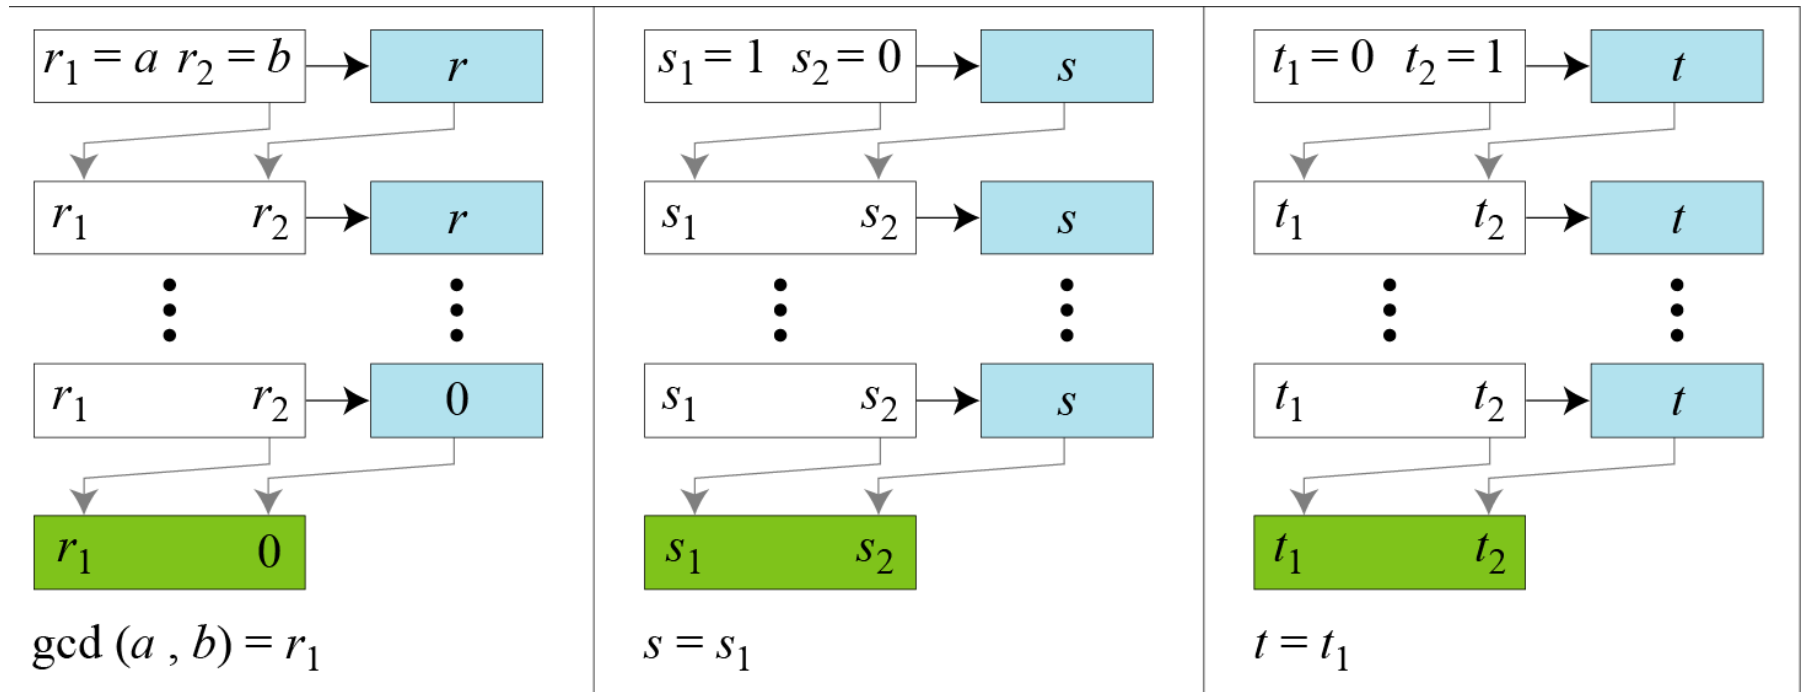 r₁ = a r₂ = b r s₁ = 1 s₂ = 0 s t₁ = 0 t₂ = 1 t
r₁ r₂ r s₁ s₂ s t₁ t₂ t
r₁ r₂ 0 s₁ s₂ s t₁ t₂ t
r₁ 0 s₁ s₂ t₁ t₂
gcd (a , b) = r₁ s = s₁ t = t₁